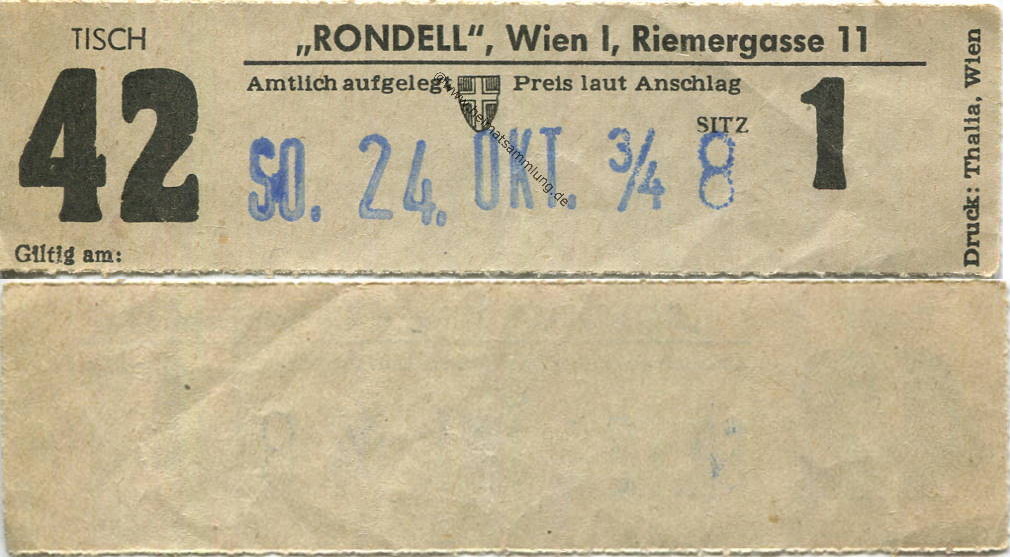 TISCH
„RONDELL“, Wien I, Riemergasse 11
42
Amtlich aufgelegt
Preis laut Anschlag
SITZ
1
SO. 24. OKT. 3/4 8
Giltig am:
Druck: Thalia, Wien
@www.heimatsammlung.de